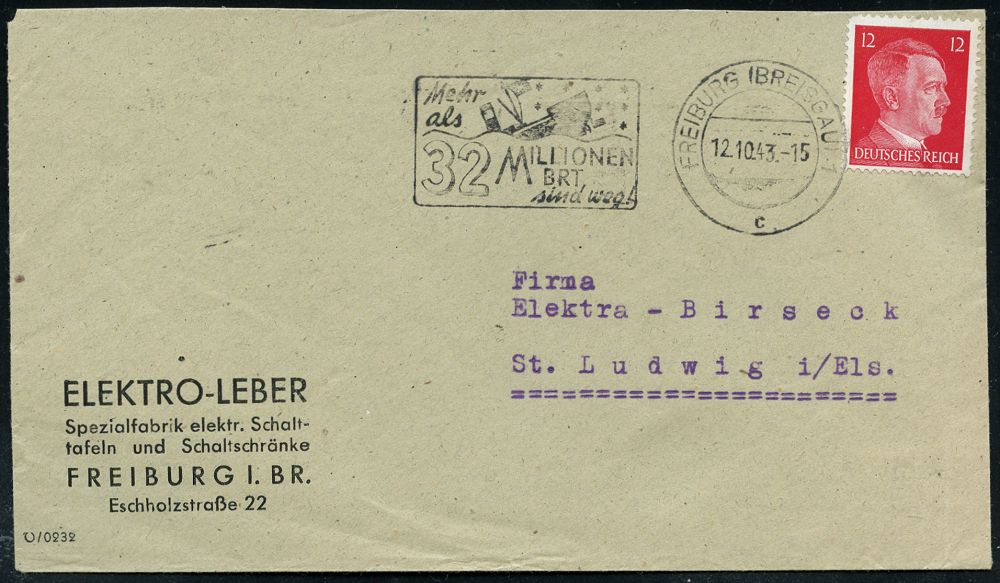 Mehr
als
32 MILLIONEN
BRT
sind weg!
FREIBURG (BREISGAU) 1
12.10.43.-15
c
12 12
DEUTSCHES REICH
Firma
Elektra - Birseck
St. Ludwig i/Els.
ELEKTRO-LEBER
Spezialfabrik elektr. Schalt-
tafeln und Schaltschränke
FREIBURG I. BR.
Eschholzstraße 22
/0232